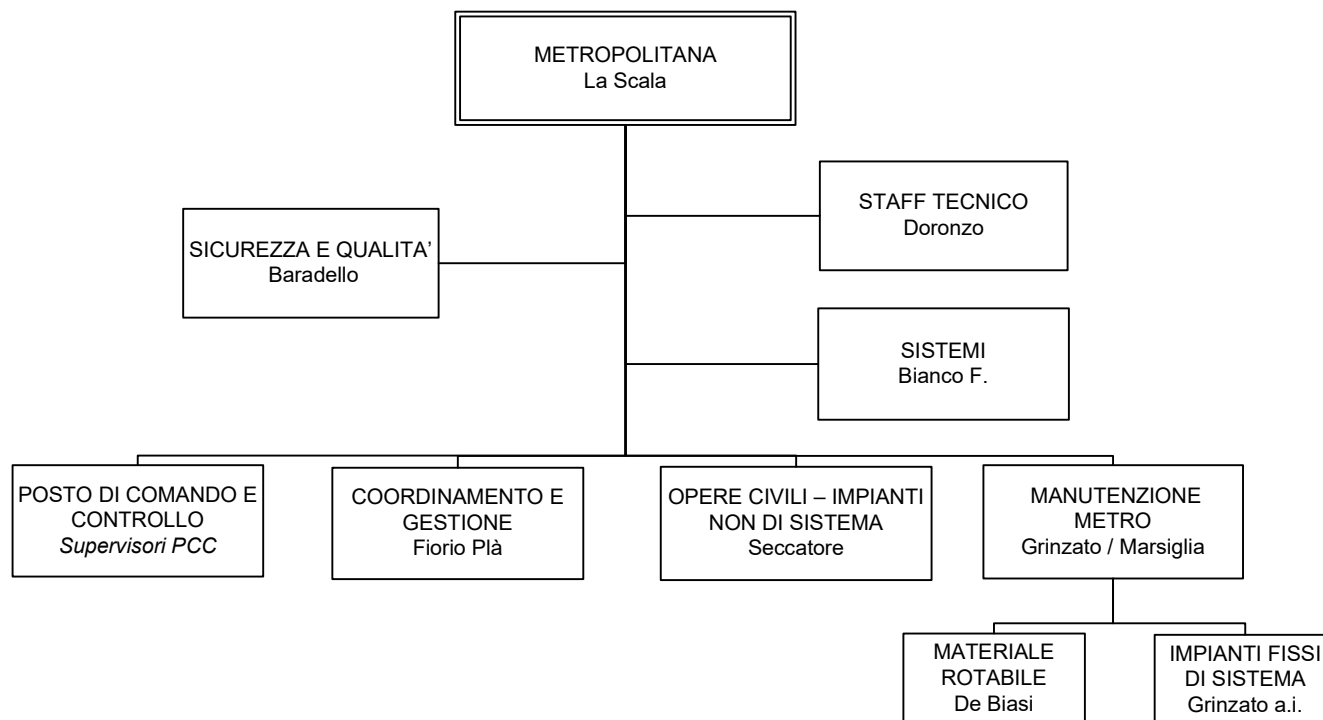 METROPOLITANA
La Scala
STAFF TECNICO
Doronzo
SICUREZZA E QUALITA’
Baradello
SISTEMI
Bianco F.
POSTO DI COMANDO E
CONTROLLO
Supervisori PCC
COORDINAMENTO E
GESTIONE
Fiorio Plà
OPERE CIVILI – IMPIANTI
NON DI SISTEMA
Seccatore
MANUTENZIONE
METRO
Grinzato / Marsiglia
MATERIALE
ROTABILE
De Biasi
IMPIANTI FISSI
DI SISTEMA
Grinzato a.i.